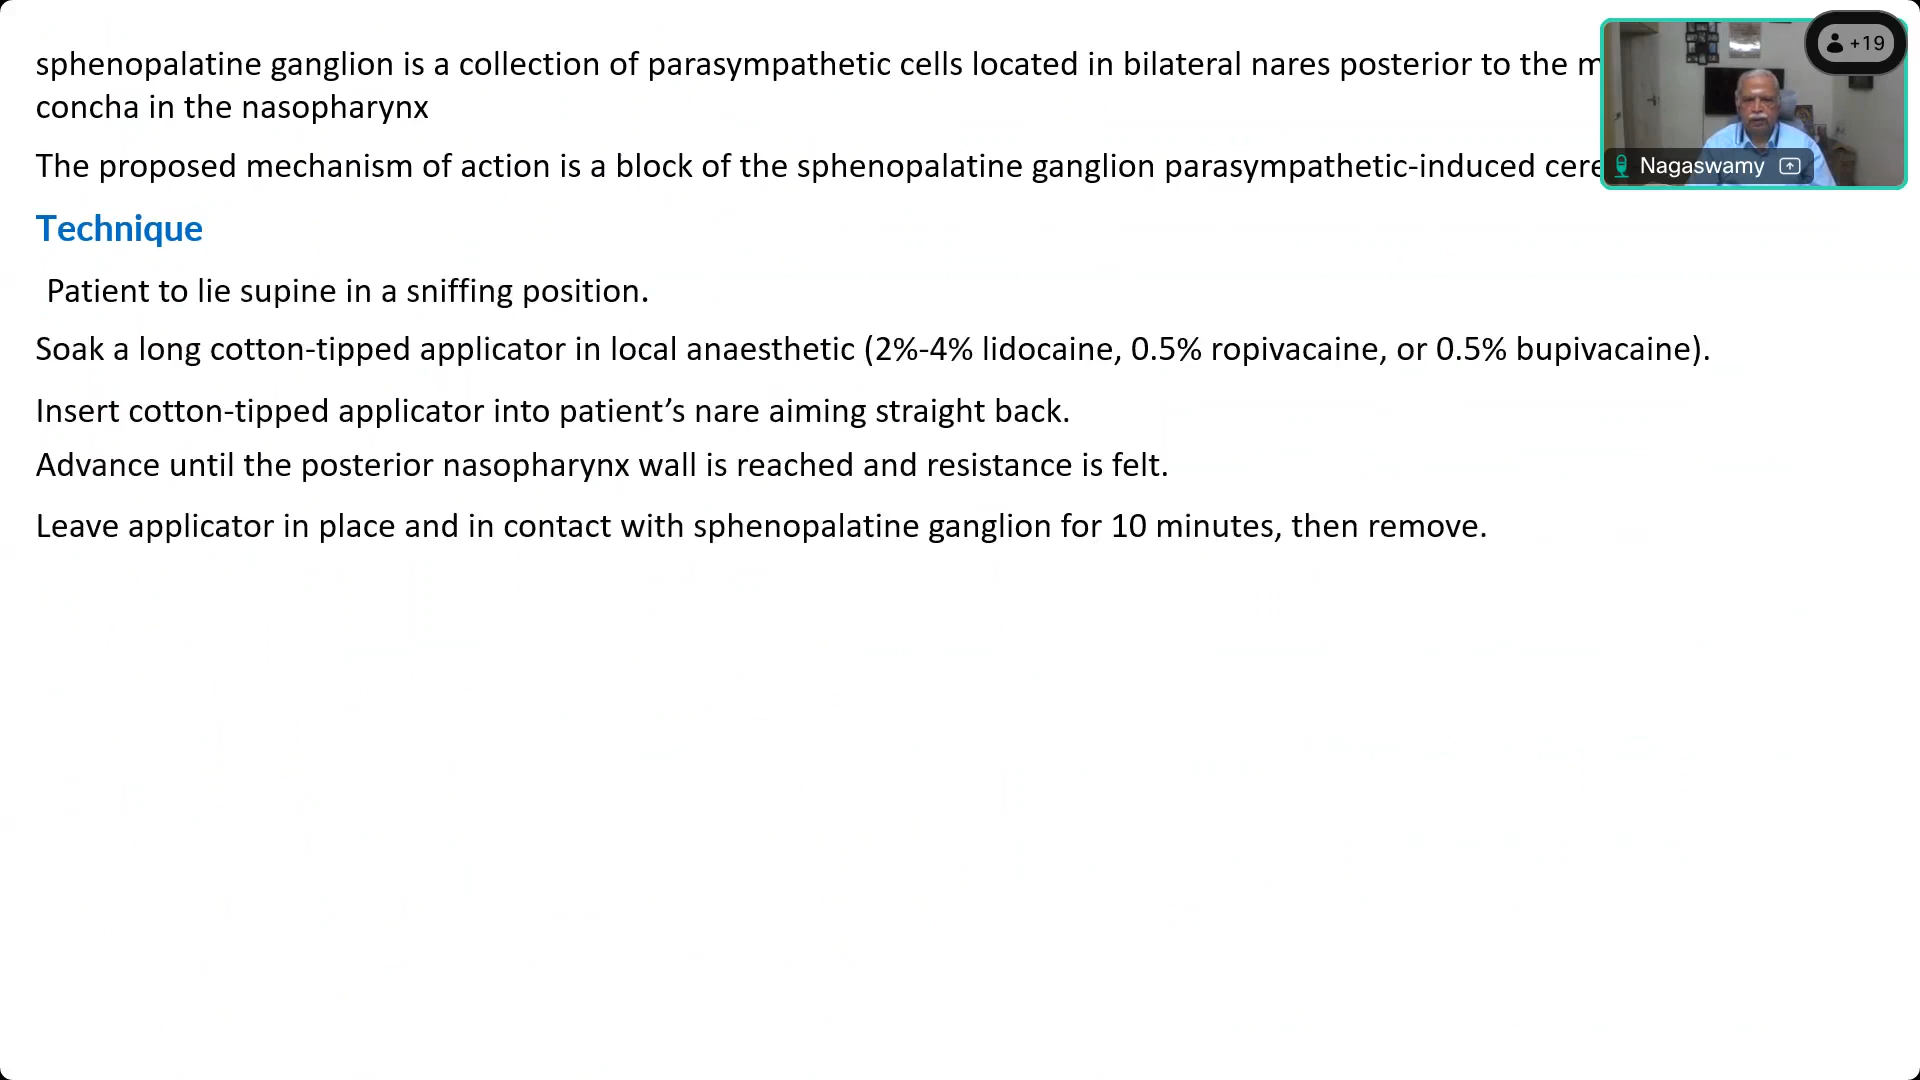 sphenopalatine ganglion is a collection of parasympathetic cells located in bilateral nares posterior to the
concha in the nasopharynx
The proposed mechanism of action is a block of the sphenopalatine ganglion parasympathetic-induced
Technique
Patient to lie supine in a sniffing position.
Soak a long cotton-tipped applicator in local anaesthetic (2%-4% lidocaine, 0.5% ropivacaine, or 0.5% bupivacaine).
Insert cotton-tipped applicator into patient’s nare aiming straight back.
Advance until the posterior nasopharynx wall is reached and resistance is felt.
Leave applicator in place and in contact with sphenopalatine ganglion for 10 minutes, then remove.
+19
Nagaswamy